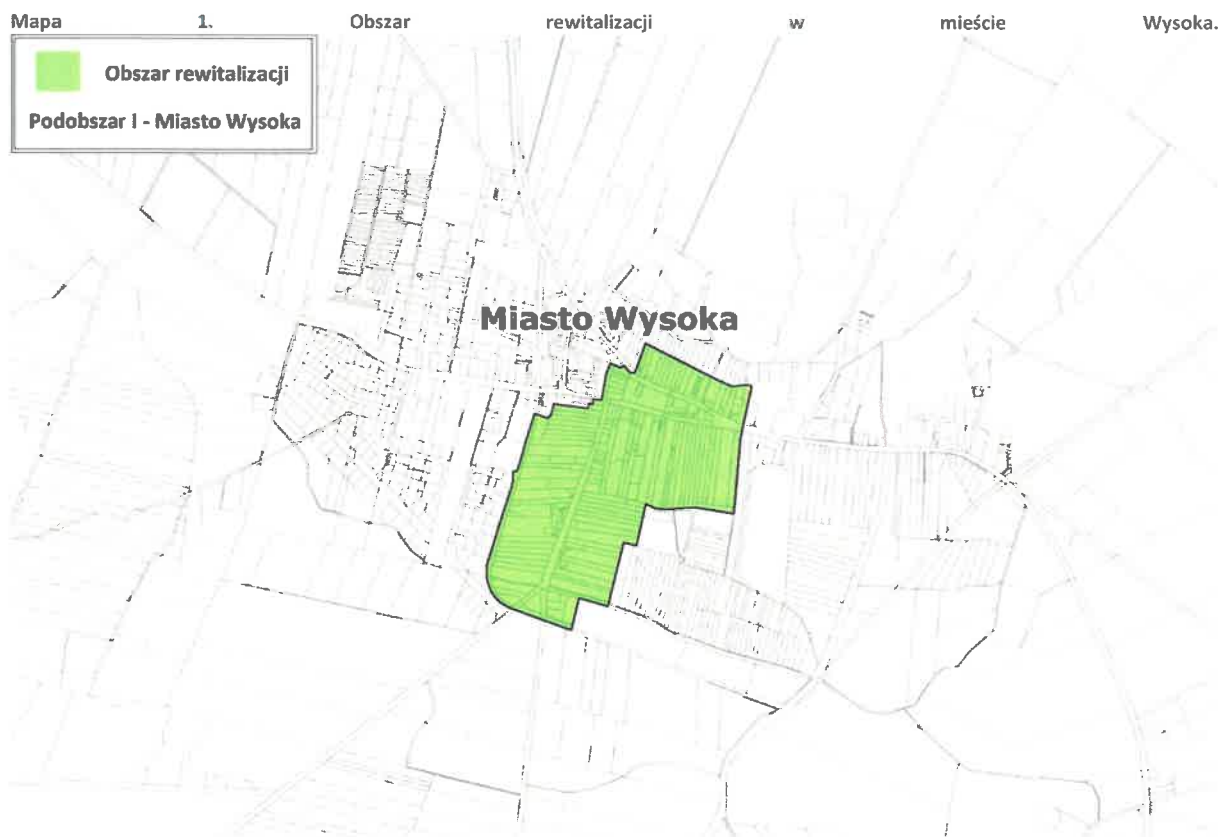 Mapa 1. Obszar rewitalizacji w mieście Wysoka.
Obszar rewitalizacji
Podobszar I - Miasto Wysoka
Miasto Wysoka